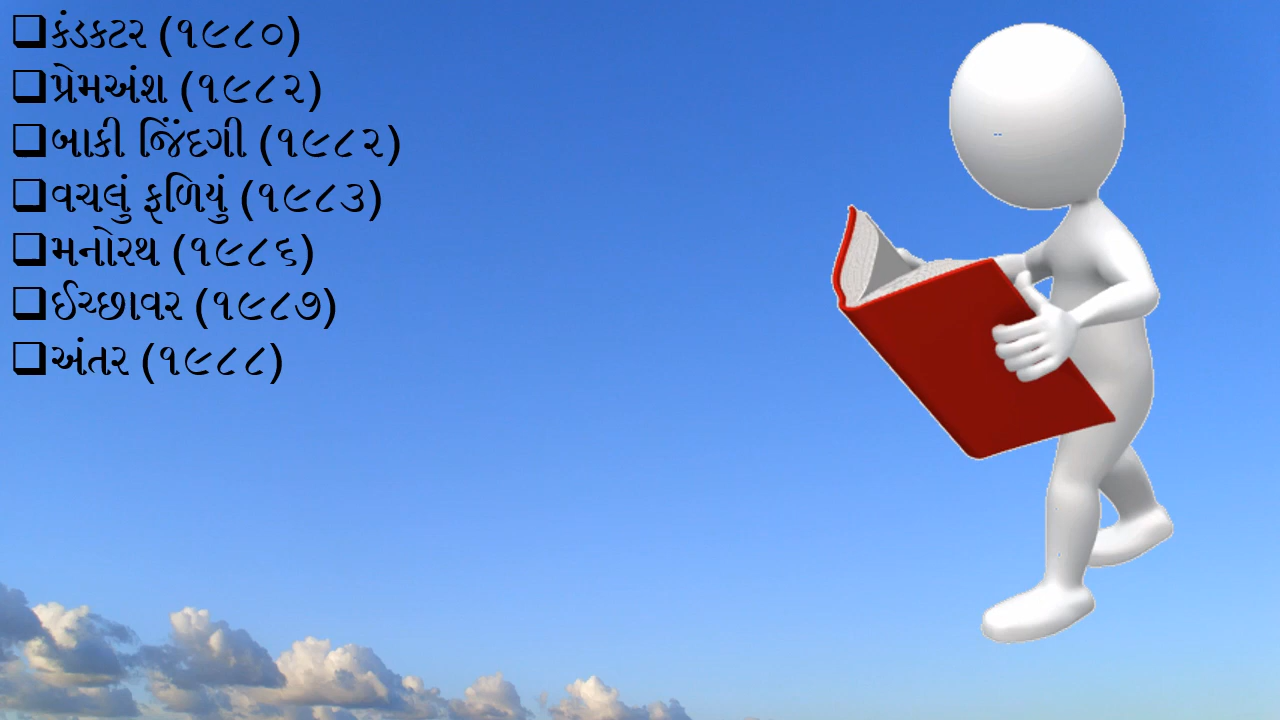 ❑કંડકટર (૧૯૮૦)
❑પ્રેમઅંશ (૧૯૮૨)
❑બાકી જિંદગી (૧૯૮૨)
❑વચલું ફળિયું (૧૯૮૩)
❑મનોરથ (૧૯૮૬)
❑ઈચ્છાવર (૧૯૮૭)
❑અંતર (૧૯૮૮)